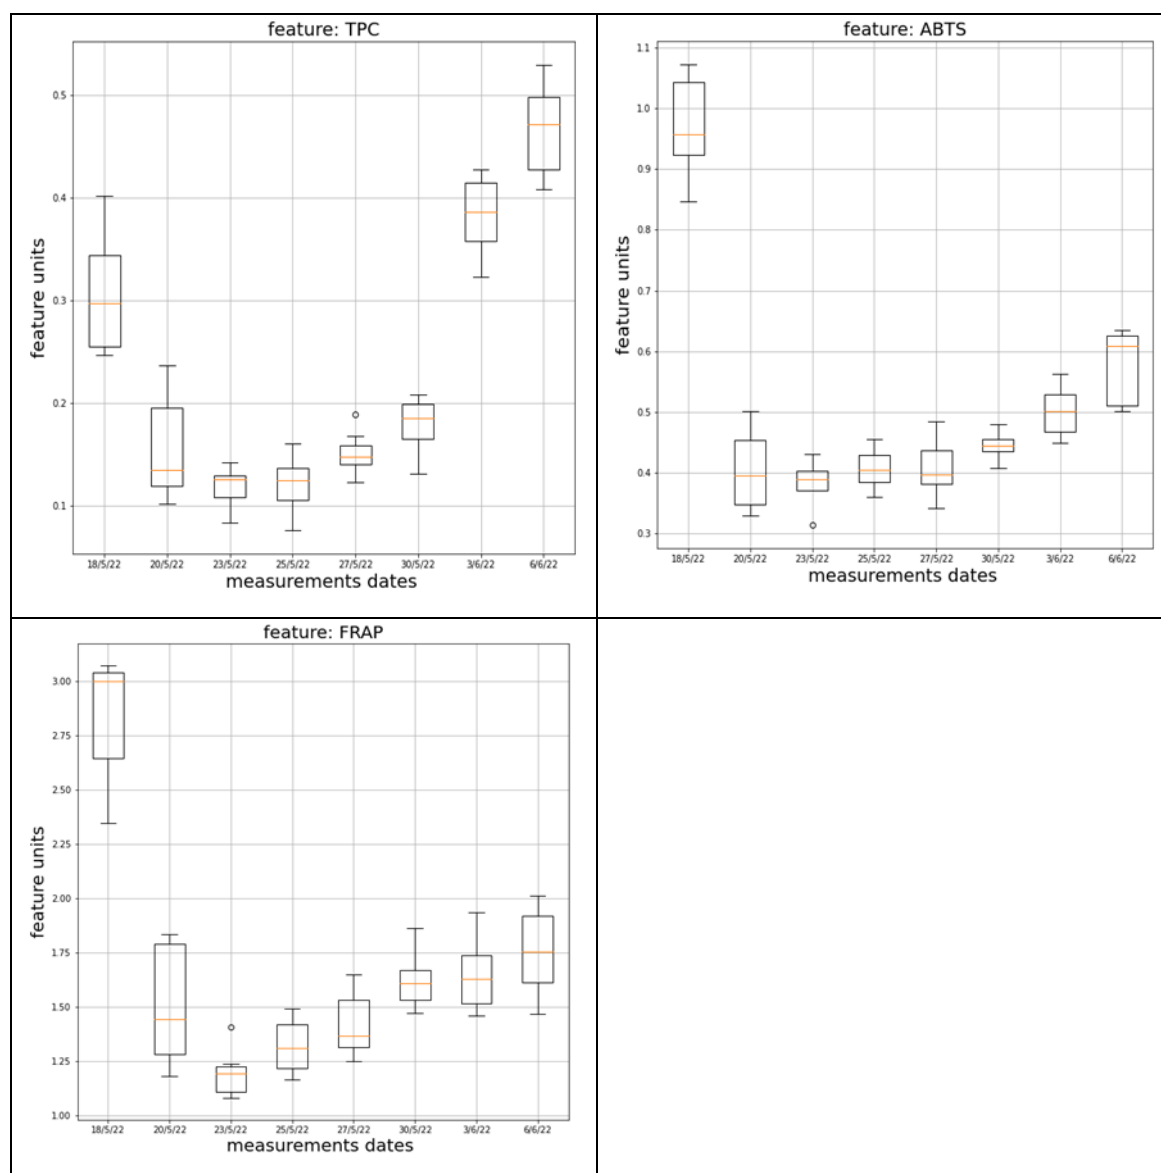 feature: TPC
feature units
0.5
0.4
0.3
0.2
0.1
18/5/22 20/5/22 23/5/22 25/5/22 27/5/22 30/5/22 3/6/22 6/6/22
measurements dates
feature: ABTS
feature units
1.1
1.0
0.9
0.8
0.7
0.6
0.5
0.4
0.3
18/5/22 20/5/22 23/5/22 25/5/22 27/5/22 30/5/22 3/6/22 6/6/22
measurements dates
feature: FRAP
feature units
3.00
2.75
2.50
2.25
2.00
1.75
1.50
1.25
1.00
18/5/22 20/5/22 23/5/22 25/5/22 27/5/22 30/5/22 3/6/22 6/6/22
measurements dates